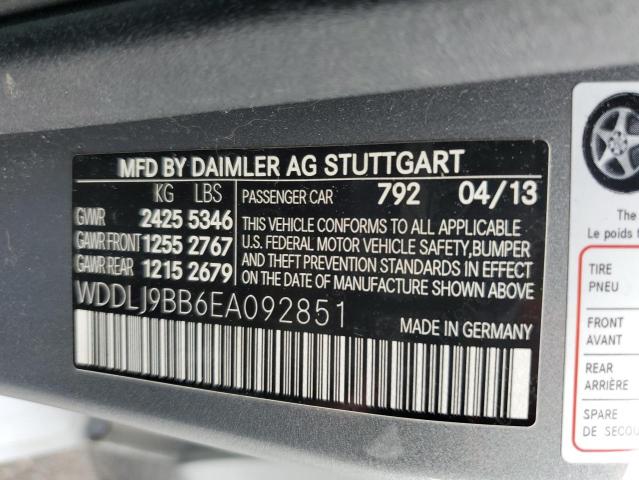 MFD BY DAIMLER AG STUTTGART
KG LBS
GVWR 2425 5346
GAWR FRONT 1255 2767
GAWR REAR 1215 2679
PASSENGER CAR 792 04/13
THIS VEHICLE CONFORMS TO ALL APPLICABLE
U.S. FEDERAL MOTOR VEHICLE SAFETY,BUMPER
AND THEFT PREVENTION STANDARDS IN EFFECT
ON THE DATE OF MANUFACTURE SHOWN ABOVE
WDDLJ9BB6EA092851
MADE IN GERMANY
The
Le poids
TIRE
PNEU
FRONT
AVANT
REAR
ARRIÈRE
SPARE
DE